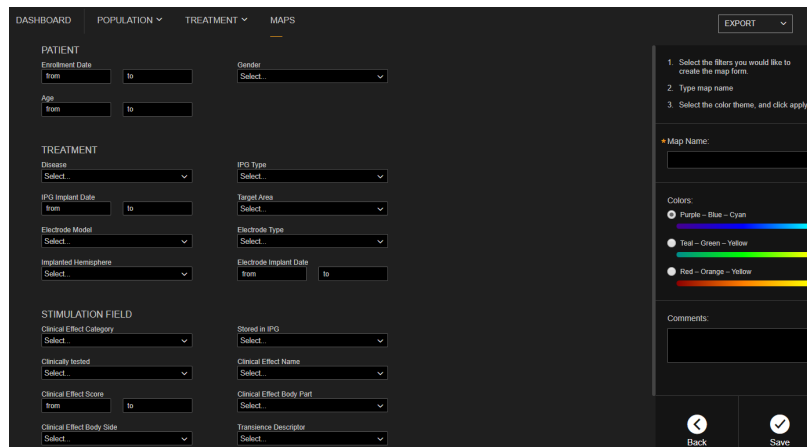 DASHBOARD POPULATION TREATMENT MAPS EXPORT
PATIENT
Enrollment Date Gender
from to Select...
Age
from to
TREATMENT
Disease IPG Type
Select... Select...
IPG Implant Date Target Area
from to Select...
Electrode Model Electrode Type
Select... Select...
Implanted Hemisphere Electrode Implant Date
Select... from to
STIMULATION FIELD
Clinical Effect Category Stored in IPG
Select... Select...
Clinically tested Clinical Effect Name
Select... Select...
Clinical Effect Score Clinical Effect Body Part
from to Select...
Clinical Effect Body Side Transience Descriptor
Select... Select...
1. Select the filters you would like to
create the map form.
2. Type map name
3. Select the color theme, and click apply
* Map Name:
Colors:
Purple – Blue – Cyan
Teal – Green – Yellow
Red – Orange – Yellow
Comments:
Back Save